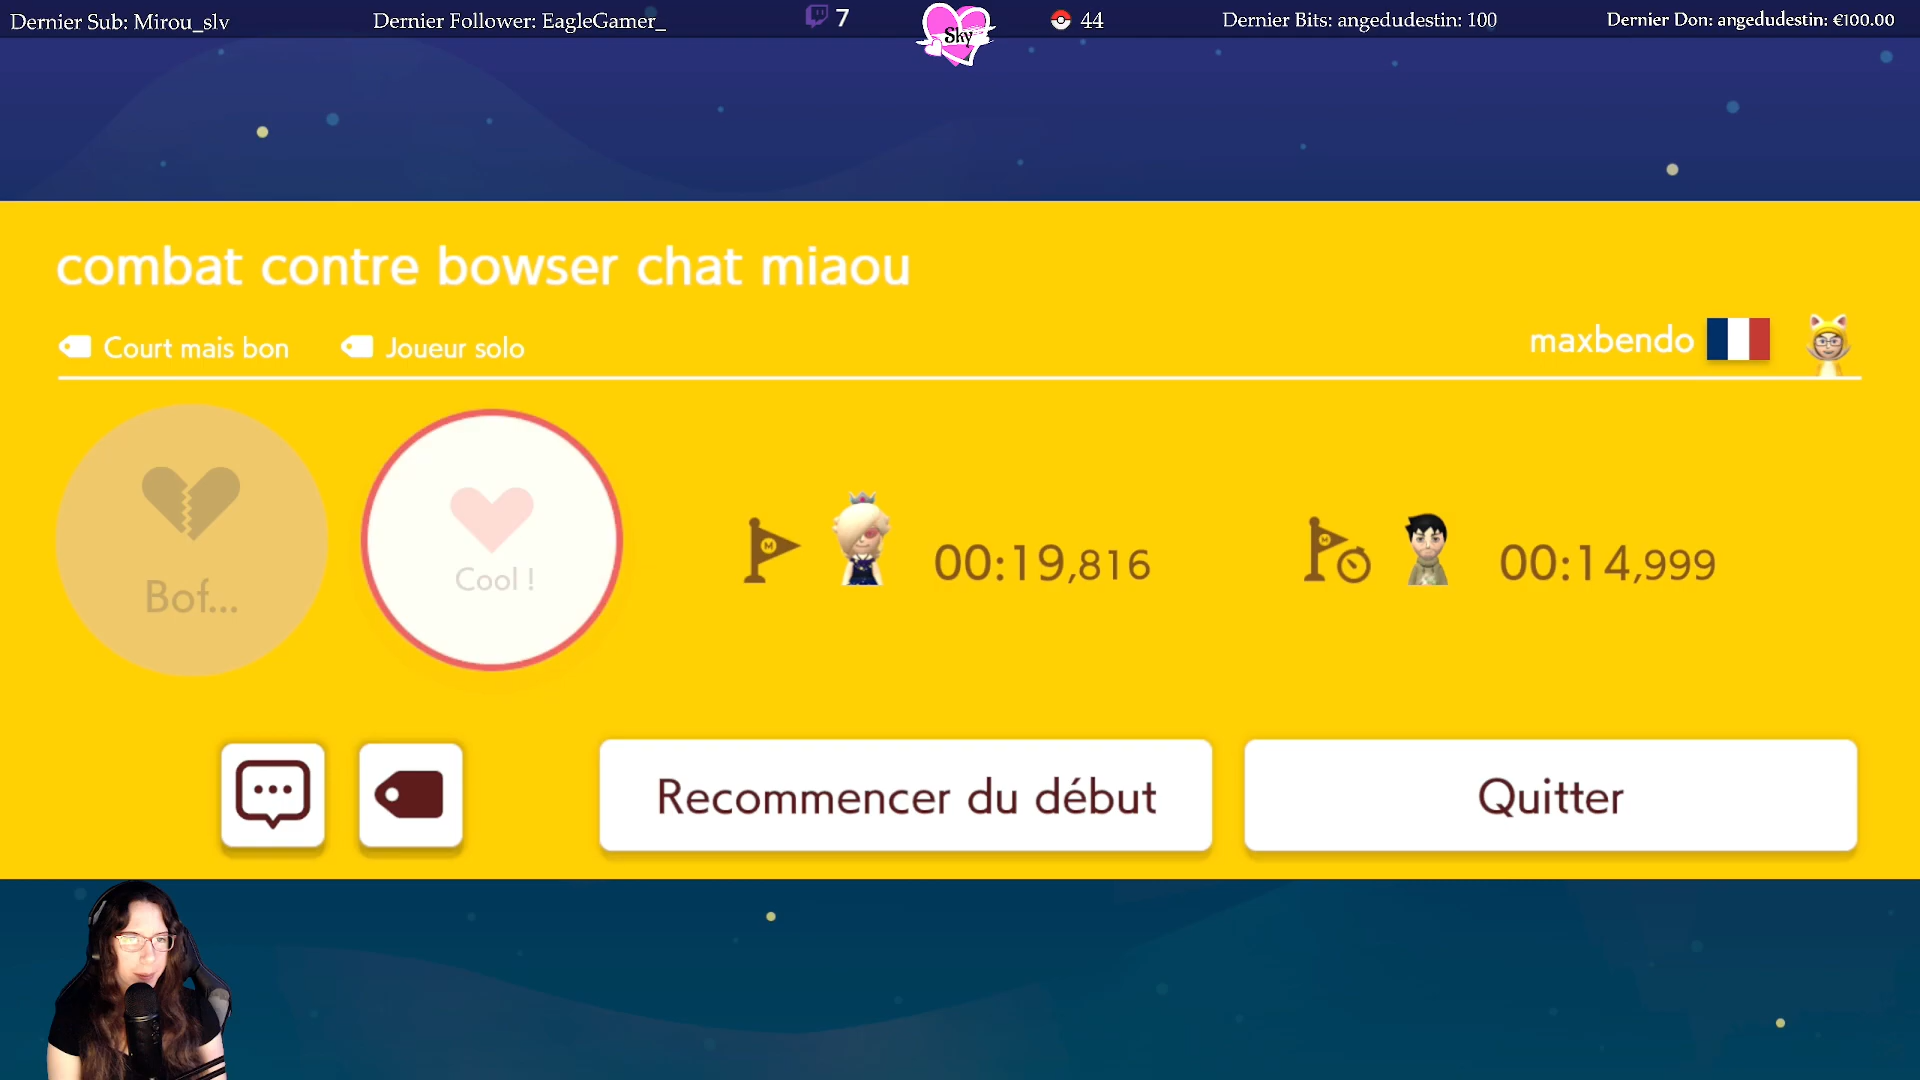 Dernier Sub: Mirou_slv
Dernier Follower: EagleGamer_
7
Sky
44
Dernier Bits: angedudestin: 100
Dernier Don: angedudestin: €100.00
combat contre bowser chat miaou
Court mais bon
Joueur solo
maxbendo
Bof...
Cool !
M
00:19,816
M
00:14,999
Recommencer du début
Quitter